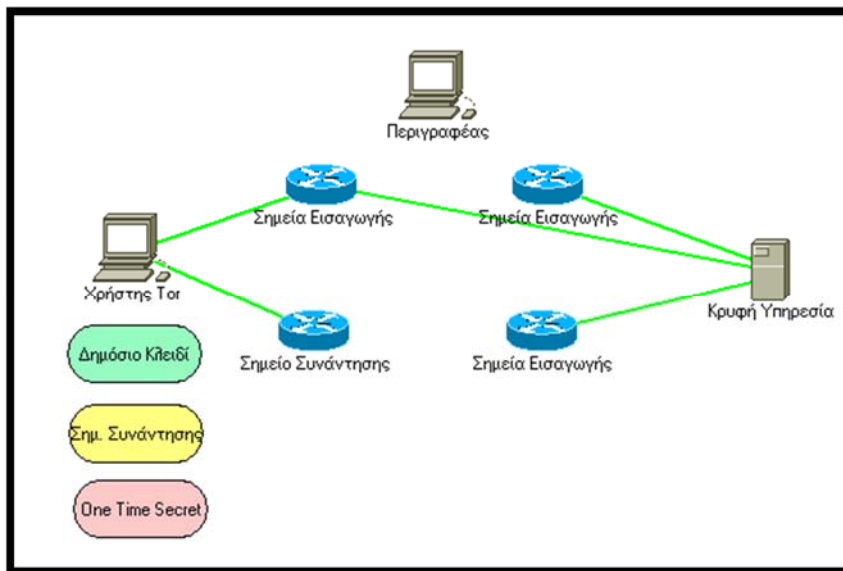 Περιγραφέας
Σημεία Εισαγωγής
Σημεία Εισαγωγής
Χρήστης Tor
Κρυφή Υπηρεσία
Σημείο Συνάντησης
Σημεία Εισαγωγής
Δημόσιο Κλειδί
Σημ. Συνάντησης
One Time Secret